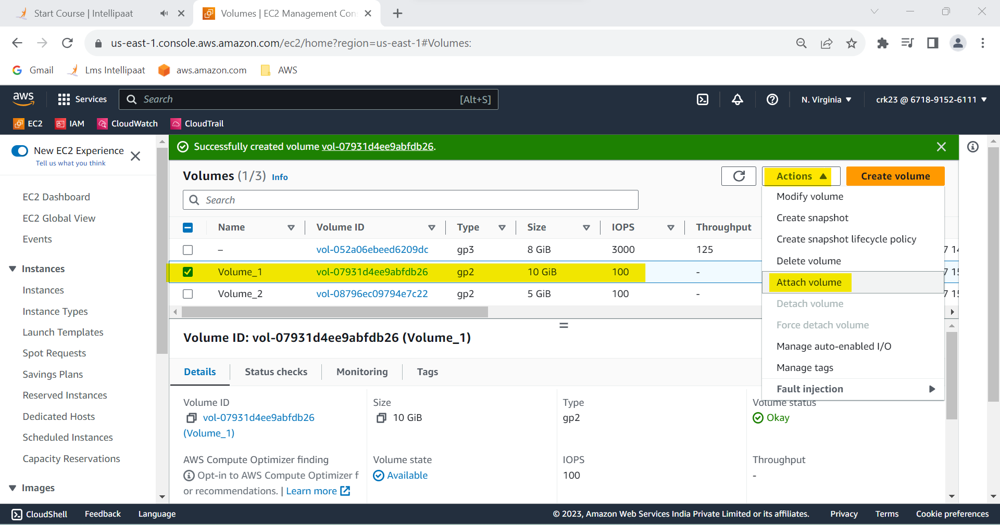 Start Course | Intellipaat
Volumes | EC2 Management Con
us-east-1.console.aws.amazon.com/ec2/home?region=us-east-1#Volumes:
Gmail Lms Intellipaat aws.amazon.com AWS
aws Services Search [Alt+S] N. Virginia crk23 @ 6718-9152-6111
EC2 IAM CloudWatch CloudTrail
New EC2 Experience
Tell us what you think
EC2 Dashboard
EC2 Global View
Events
Instances
Instances
Instance Types
Launch Templates
Spot Requests
Savings Plans
Reserved Instances
Dedicated Hosts
Scheduled Instances
Capacity Reservations
Images
Successfully created volume vol-07931d4ee9abfdb26.
Volumes (1/3) Info
Actions Create volume
Search
Name Volume ID Type Size IOPS Throughput
– vol-052a06ebeed6209dc gp3 8 GiB 3000 125
Volume_1 vol-07931d4ee9abfdb26 gp2 10 GiB 100 -
Volume_2 vol-08796ec09794e7c22 gp2 5 GiB 100 -
Modify volume
Create snapshot
Create snapshot lifecycle policy
Delete volume
Attach volume
Detach volume
Force detach volume
Manage auto-enabled I/O
Manage tags
Fault injection
Volume ID: vol-07931d4ee9abfdb26 (Volume_1)
Details Status checks Monitoring Tags
Volume ID
vol-07931d4ee9abfdb26
(Volume_1)
Size
10 GiB
Type
gp2
Volume status
Okay
AWS Compute Optimizer finding
Opt-in to AWS Compute Optimizer f
or recommendations. | Learn more
Volume state
Available
IOPS
100
Throughput
-
CloudShell Feedback Language © 2023, Amazon Web Services India Private Limited or its affiliates. Privacy Terms Cookie preferences